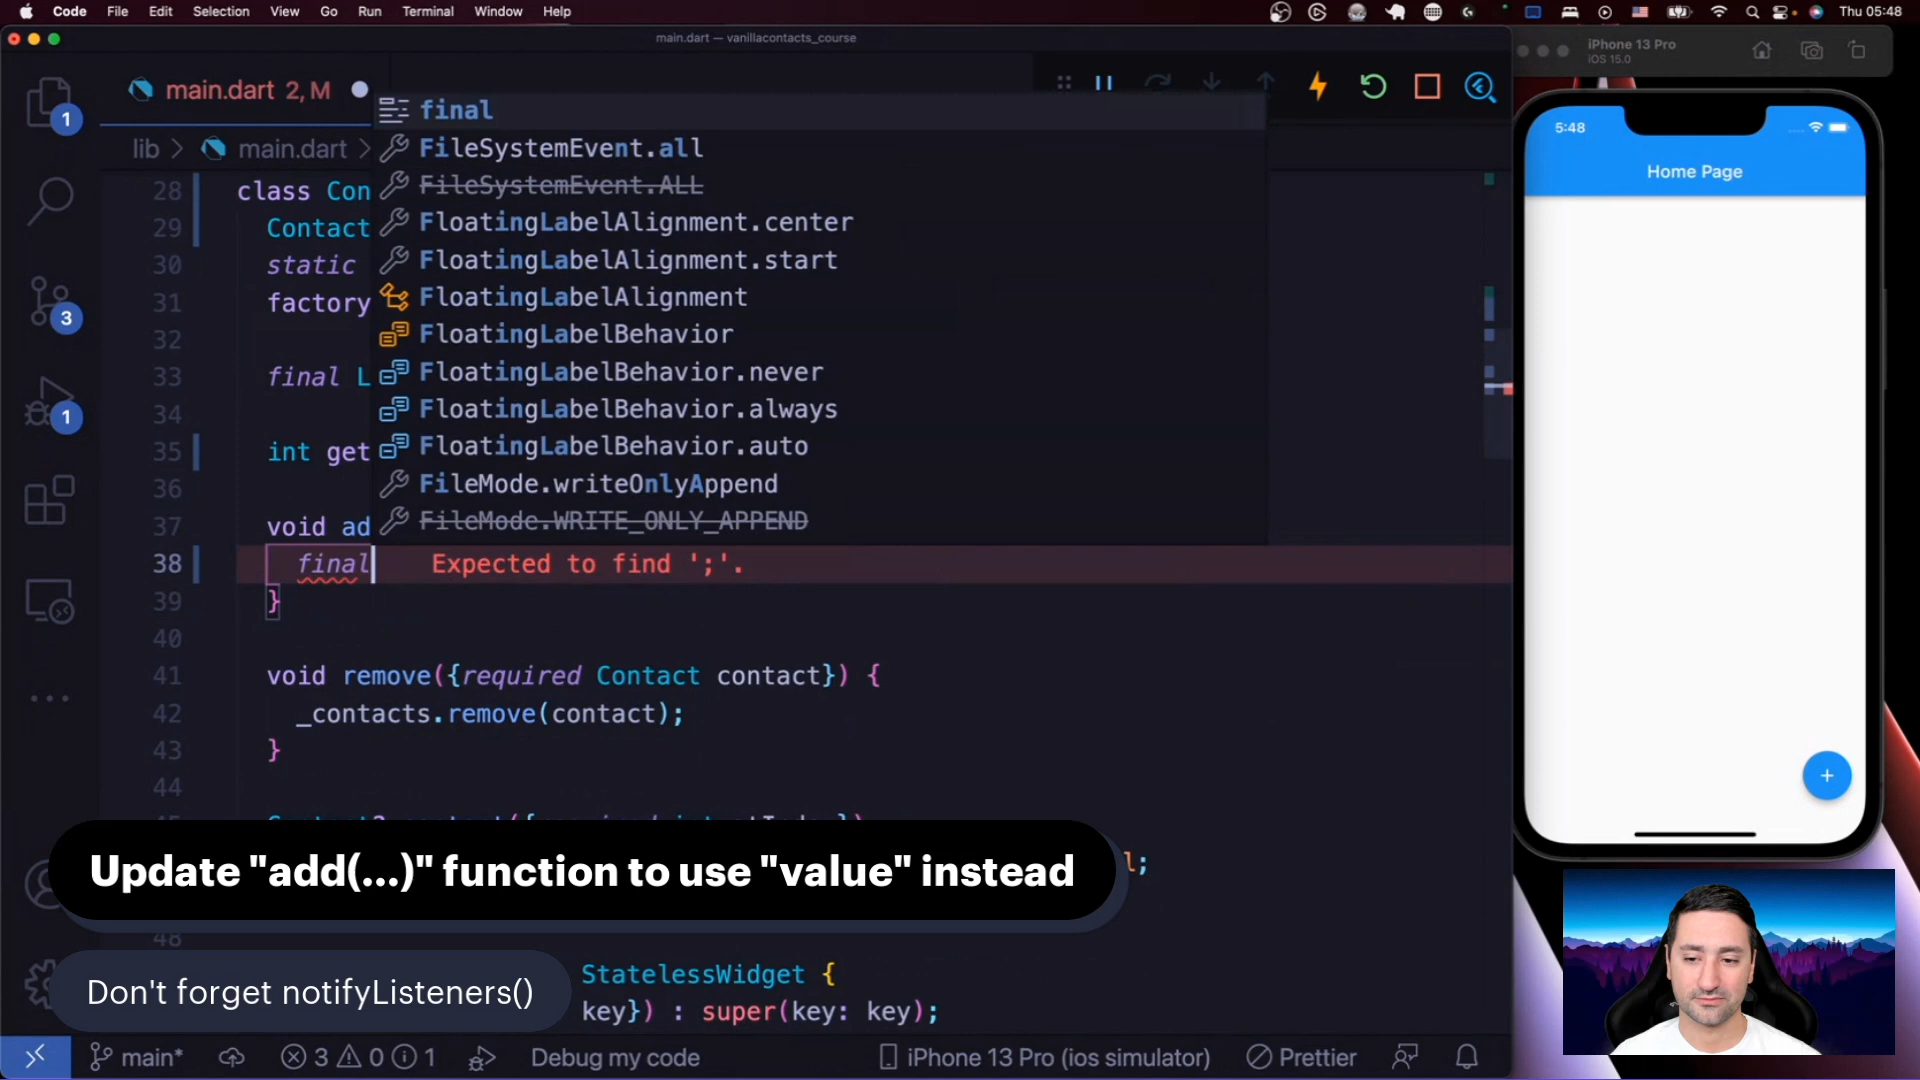 Code File Edit Selection View Go Run Terminal Window Help Thu 05:48
main.dart — vanillacontacts_course
iPhone 13 Pro
iOS 15.0
main.dart 2, M
final
FileSystemEvent.all
lib > main.dart >
FileSystemEvent.ALL
28 class Con
FloatingLabelAlignment.center
29 Contact
FloatingLabelAlignment.start
30 static
FloatingLabelAlignment
31 factory
FloatingLabelBehavior
32
FloatingLabelBehavior.never
33 final L
FloatingLabelBehavior.always
34
FloatingLabelBehavior.auto
35 int get
FileMode.writeOnlyAppend
36
FileMode.WRITE_ONLY_APPEND
37 void ad
38 final Expected to find ';'.
39 }
40
41 void remove({required Contact contact}) {
42 _contacts.remove(contact);
43 }
44
l;
48
StatelessWidget {
key}) : super(key: key);
Update "add(...)" function to use "value" instead
Don't forget notifyListeners()
1
3
1
main* 3 0 1 Debug my code iPhone 13 Pro (ios simulator) Prettier
5:48
Home Page
+